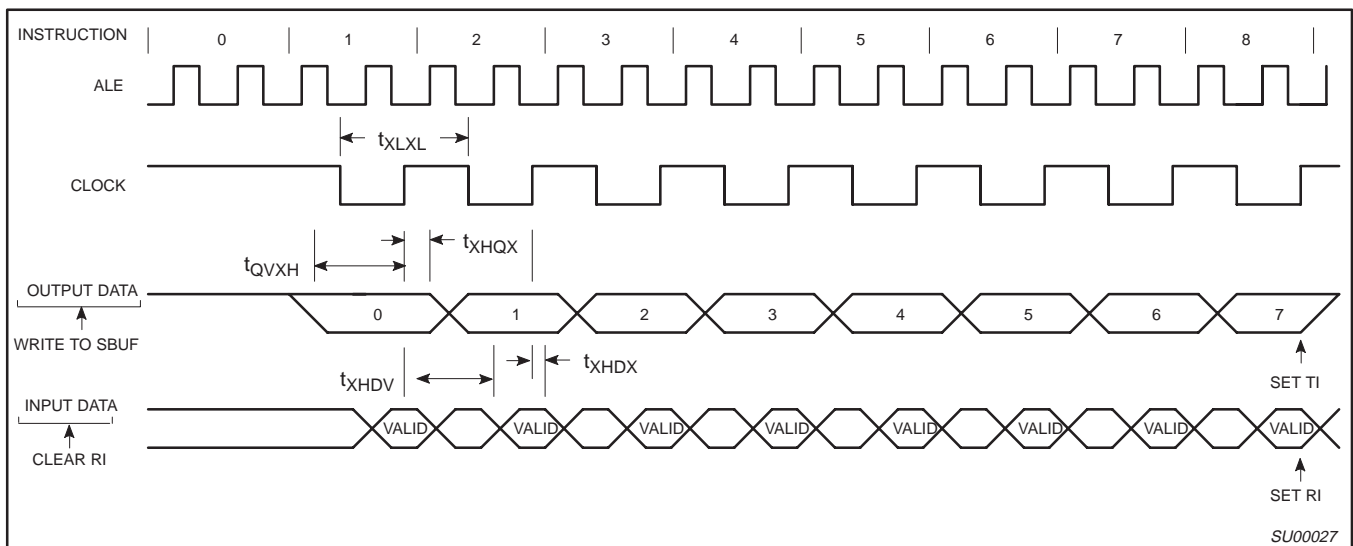 INSTRUCTION 0 1 2 3 4 5 6 7 8
ALE
tXLXL
CLOCK
tXHQX
tQVXH
OUTPUT DATA
0 1 2 3 4 5 6 7
WRITE TO SBUF
tXHDX
tXHDV
SET TI
INPUT DATA
VALID VALID VALID VALID VALID VALID VALID VALID
CLEAR RI
SET RI
SU00027